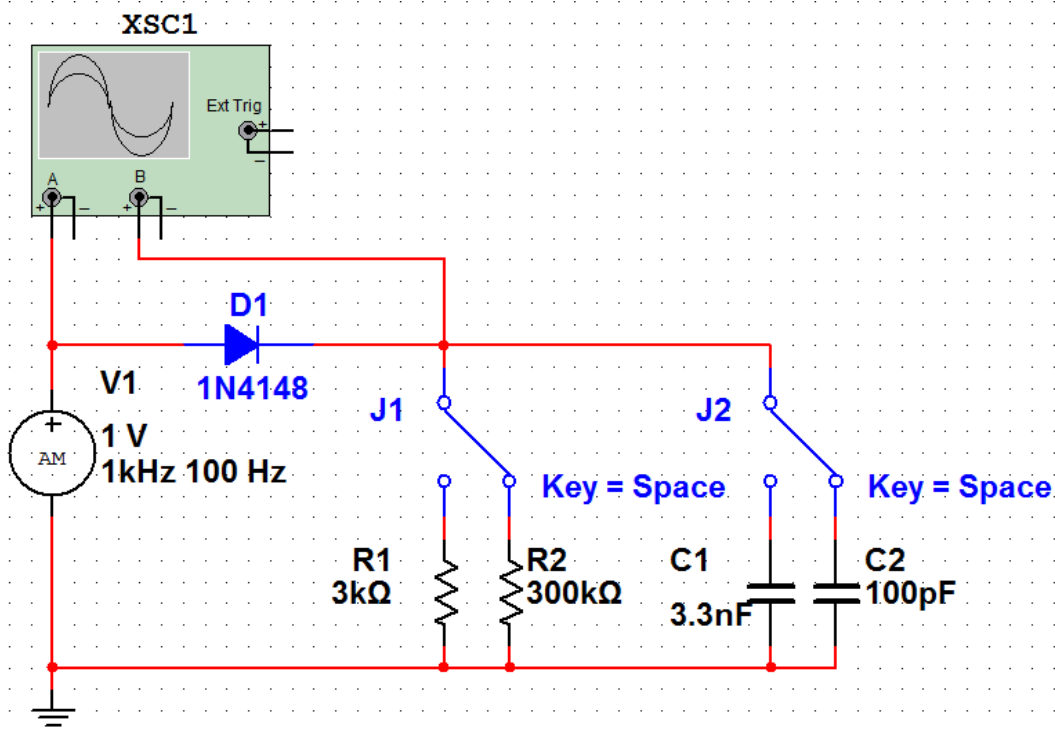 XSC1
Ext Trig
+
–
A
B
+
–
+
–
D1
1N4148
V1
+
AM
1 V
1kHz 100 Hz
J1
Key = Space
J2
Key = Space
R1
3kΩ
R2
300kΩ
C1
3.3nF
C2
100pF